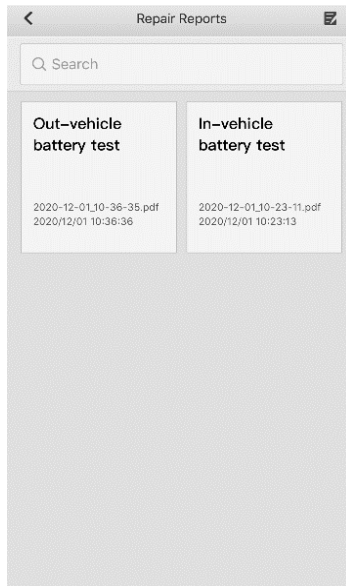 Repair Reports
Search
Out-vehicle
battery test
2020-12-01_10-36-35.pdf
2020/12/01 10:36:36
In-vehicle
battery test
2020-12-01_10-23-11.pdf
2020/12/01 10:23:13